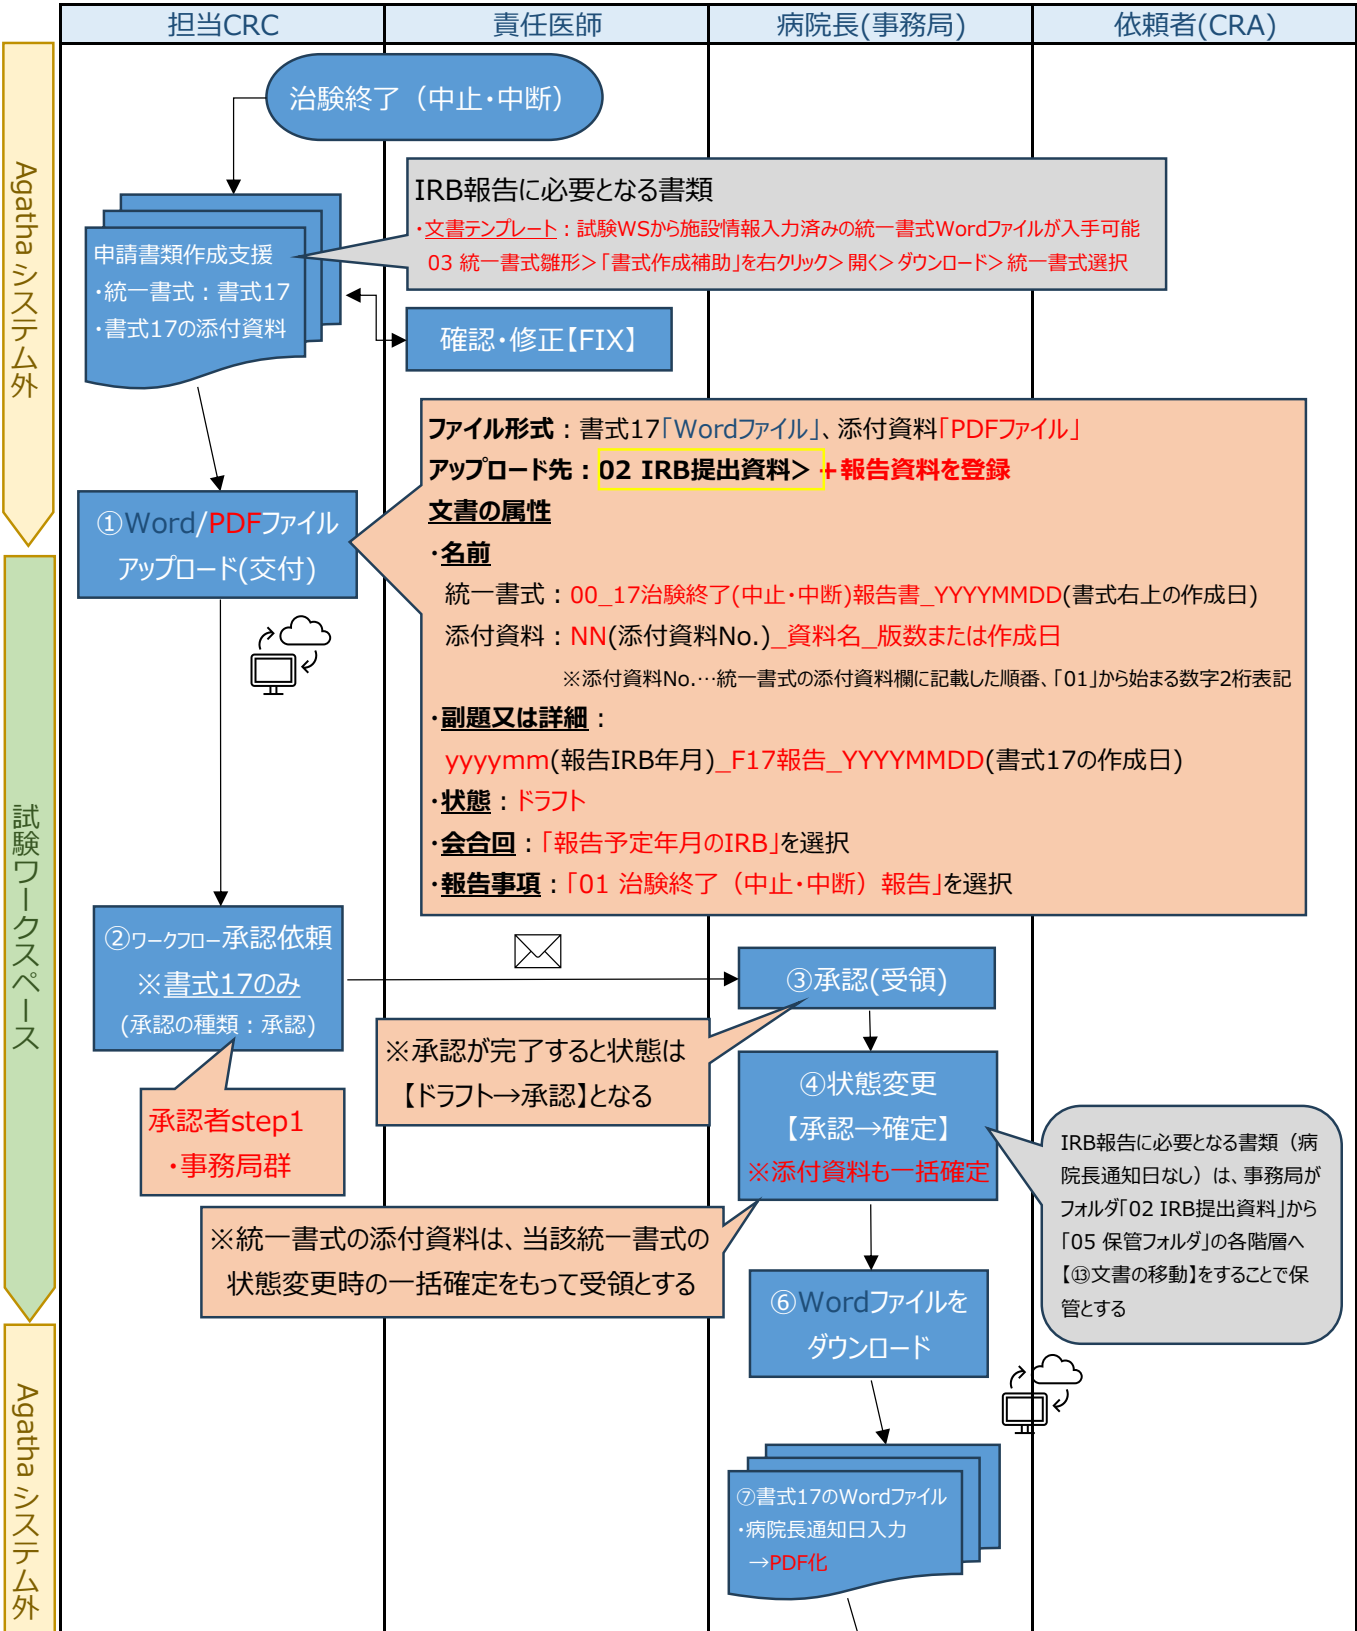 担当CRC
責任医師
病院長(事務局)
依頼者(CRA)
Agatha システム外
治験終了（中止・中断）
IRB報告に必要となる書類
・文書テンプレート：試験WSから施設情報入力済みの統一書式Wordファイルが入手可能
03 統一書式雛形＞「書式作成補助」を右クリック＞開く＞ダウンロード＞統一書式選択
申請書類作成支援
・統一書式：書式17
・書式17の添付資料
確認・修正【FIX】
ファイル形式：書式17「Wordファイル」、添付資料「PDFファイル」
アップロード先：02 IRB提出資料＞＋報告資料を登録
文書の属性
・名前
統一書式：00_17治験終了(中止・中断)報告書_YYYYMMDD(書式右上の作成日)
添付資料：NN(添付資料No.)_資料名_版数または作成日
※添付資料No.…統一書式の添付資料欄に記載した順番、「01」から始まる数字2桁表記
・副題又は詳細：
yyyymm(報告IRB年月)_F17報告_YYYYMMDD(書式17の作成日)
・状態：ドラフト
・会合回：「報告予定年月のIRB」を選択
・報告事項：「01 治験終了（中止・中断）報告」を選択
①Word/PDFファイル
アップロード(交付)
試験ワークスペース
②ワークフロー承認依頼
※書式17のみ
(承認の種類：承認)
承認者step1
・事務局群
③承認(受領)
※承認が完了すると状態は
【ドラフト→承認】となる
④状態変更
【承認→確定】
※添付資料も一括確定
※統一書式の添付資料は、当該統一書式の
状態変更時の一括確定をもって受領とする
IRB報告に必要となる書類（病
院長通知日なし）は、事務局が
フォルダ「02 IRB提出資料」から
「05 保管フォルダ」の各階層へ
【⑬文書の移動】をすることで保
管とする
⑥Wordファイルを
ダウンロード
Agatha システム外
⑦書式17のWordファイル
・病院長通知日入力
→PDF化